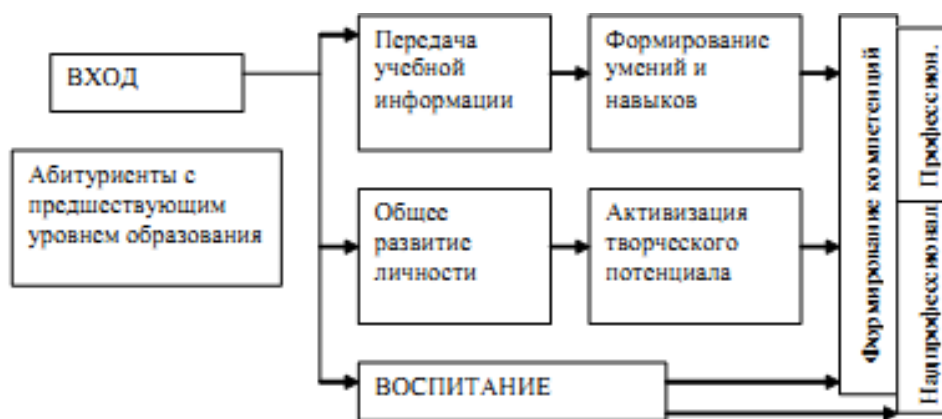 ВХОД
Абитуриенты с
предшествующим
уровнем образования
Передача
учебной
информации
Формирование
умений и
навыков
Общее
развитие
личности
Активизация
творческого
потенциала
ВОСПИТАНИЕ
Формирование компетенций
Профессион.
Надпрофессионал